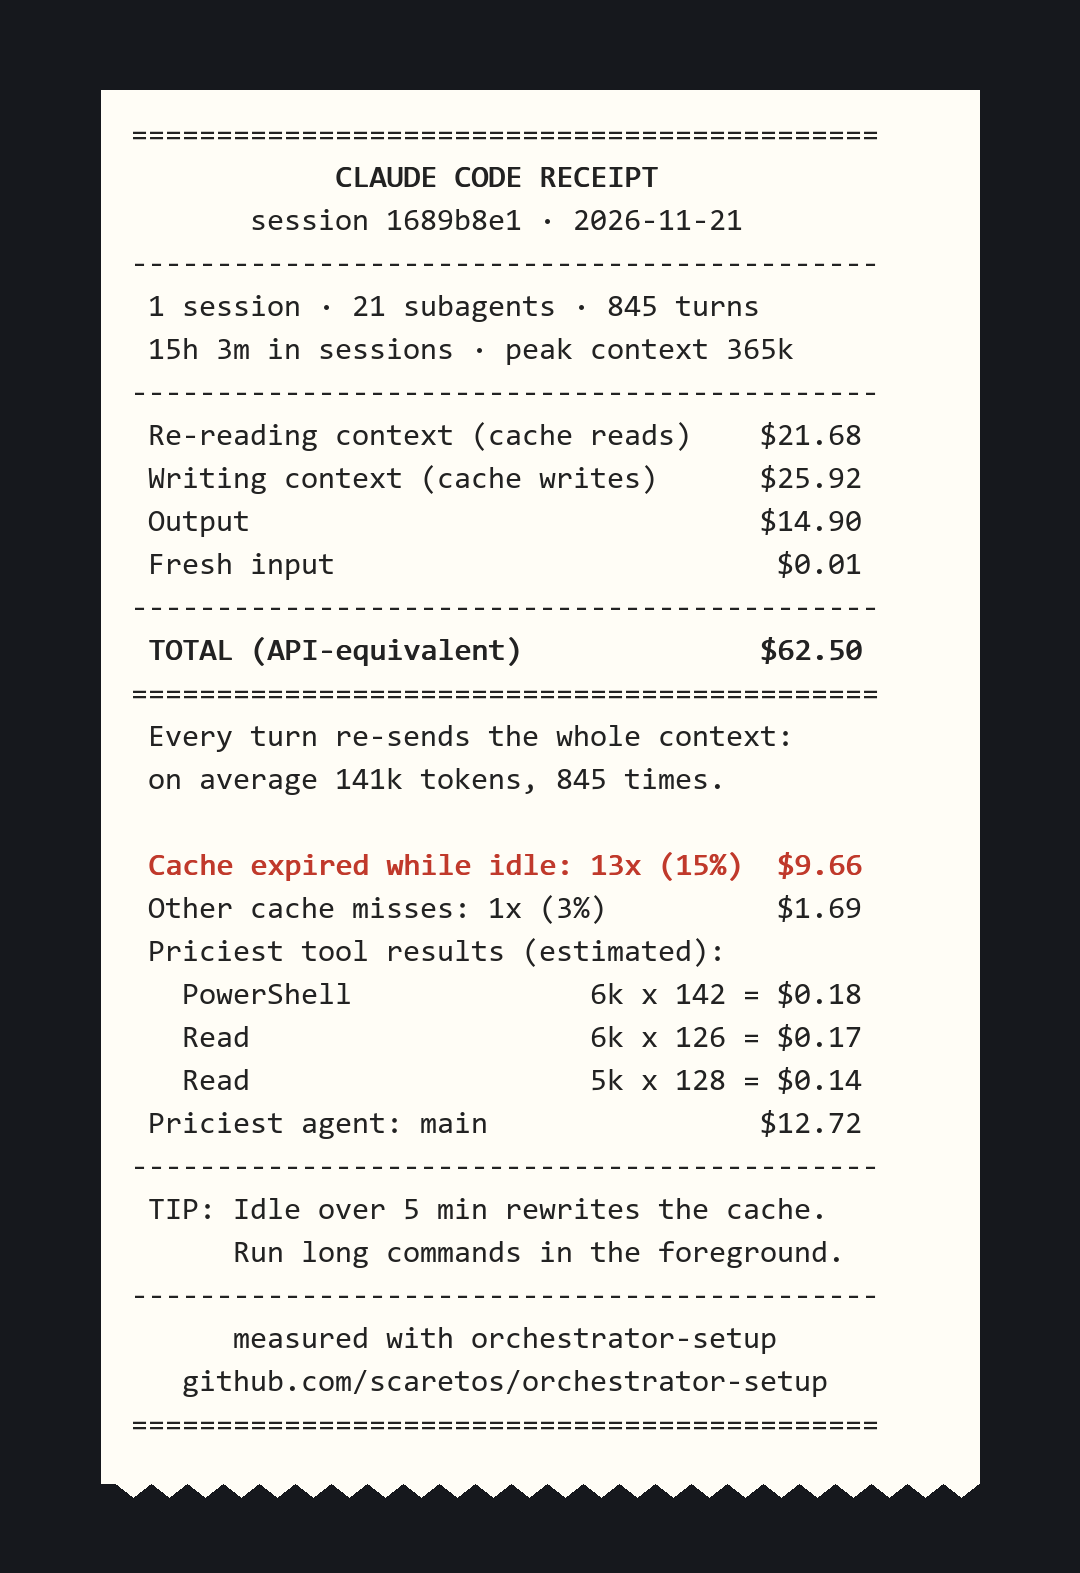 ============================================
CLAUDE CODE RECEIPT
session 1689b8e1 · 2026-11-21
--------------------------------------------
1 session · 21 subagents · 845 turns
15h 3m in sessions · peak context 365k
--------------------------------------------
Re-reading context (cache reads) $21.68
Writing context (cache writes) $25.92
Output $14.90
Fresh input $0.01
--------------------------------------------
TOTAL (API-equivalent) $62.50
============================================
Every turn re-sends the whole context:
on average 141k tokens, 845 times.
Cache expired while idle: 13x (15%) $9.66
Other cache misses: 1x (3%) $1.69
Priciest tool results (estimated):
PowerShell 6k x 142 = $0.18
Read 6k x 126 = $0.17
Read 5k x 128 = $0.14
Priciest agent: main $12.72
--------------------------------------------
TIP: Idle over 5 min rewrites the cache.
Run long commands in the foreground.
--------------------------------------------
measured with orchestrator-setup
github.com/scaretos/orchestrator-setup
============================================